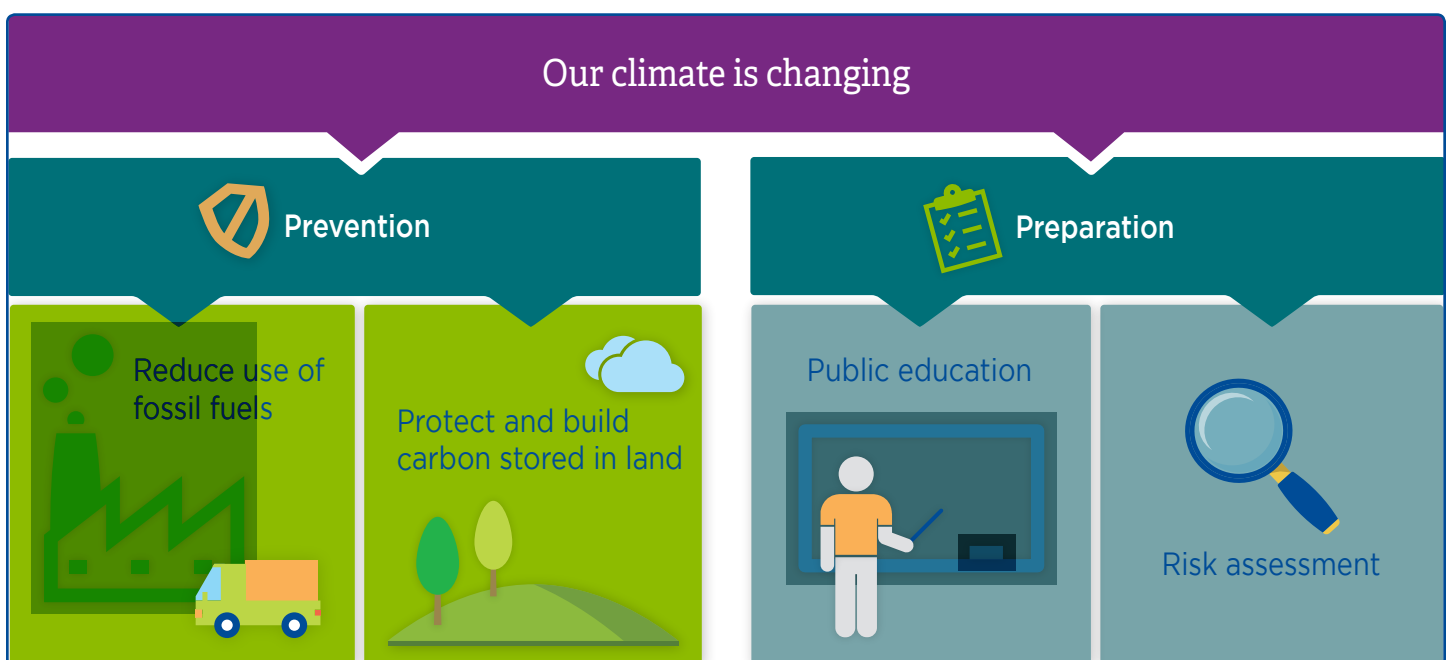 Our climate is changing
Prevention
Preparation
Reduce use of
fossil fuels
Protect and build
carbon stored in land
Public education
Risk assessment